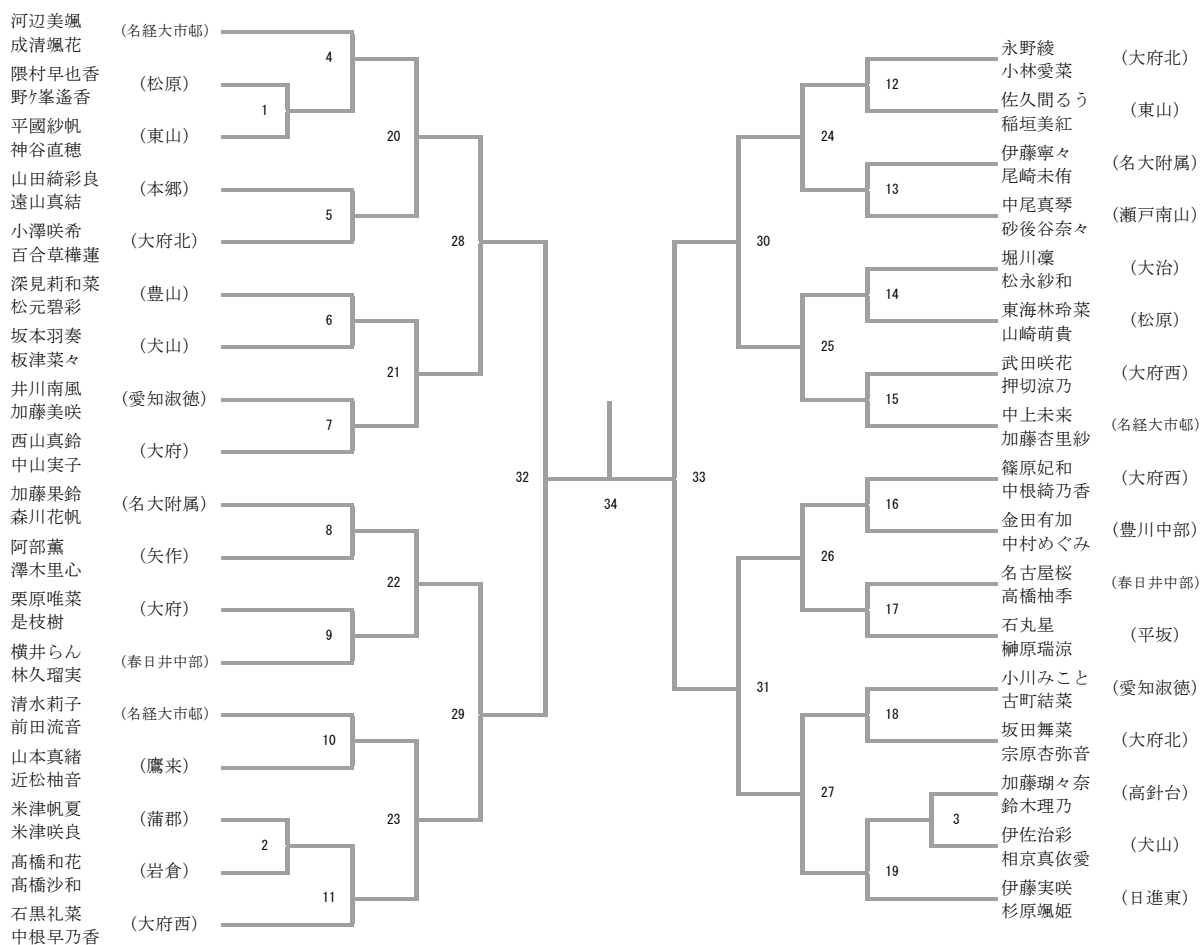 河辺美颯
成清颯花
(名経大市邨)
隈村早也香
野ケ峯遙香
(松原)
平國紗帆
神谷直穂
(東山)
山田綺彩良
遠山真結
(本郷)
小澤咲希
百合草樺蓮
(大府北)
深見莉和菜
松元碧彩
(豊山)
坂本羽奏
板津菜々
(犬山)
井川南風
加藤美咲
(愛知淑徳)
西山真鈴
中山実子
(大府)
加藤果鈴
森川花帆
(名大附属)
阿部薫
澤木里心
(矢作)
栗原唯菜
是枝樹
(大府)
横井らん
林久瑠実
(春日井中部)
清水莉子
前田流音
(名経大市邨)
山本真緒
近松柚音
(鷹来)
米津帆夏
米津咲良
(蒲郡)
髙橋和花
髙橋沙和
(岩倉)
石黒礼菜
中根早乃香
(大府西)
4
1
20
5
28
6
21
7
32
8
22
9
29
10
23
2
11
34
33
12
24
13
30
14
25
15
16
26
17
31
18
27
3
19
永野綾
小林愛菜
(大府北)
佐久間るう
稲垣美紅
(東山)
伊藤寧々
尾崎未侑
(名大附属)
中尾真琴
砂後谷奈々
(瀬戸南山)
堀川凜
松永紗和
(大治)
東海林玲菜
山崎萌貴
(松原)
武田咲花
押切涼乃
(大府西)
中上未来
加藤杏里紗
(名経大市邨)
篠原妃和
中根綺乃香
(大府西)
金田有加
中村めぐみ
(豊川中部)
名古屋桜
高橋柚季
(春日井中部)
石丸星
榊原瑞涼
(平坂)
小川みこと
古町結菜
(愛知淑徳)
坂田舞菜
宗原杏弥音
(大府北)
加藤瑚々奈
鈴木理乃
(高針台)
伊佐治彩
相京真依愛
(犬山)
伊藤実咲
杉原颯姫
(日進東)